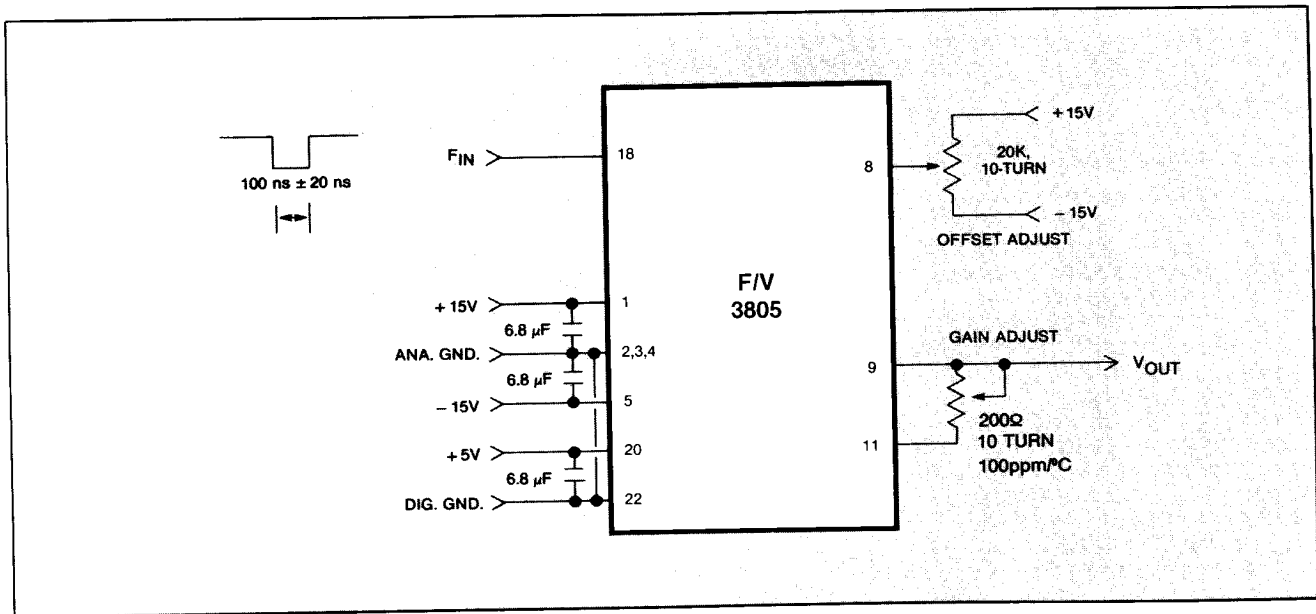 100 ns ± 20 ns
F_IN
18
+ 15V
1
6.8 µF
ANA. GND.
2,3,4
6.8 µF
– 15V
5
+ 5V
20
6.8 µF
DIG. GND.
22
F/V
3805
8
+ 15V
20K,
10-TURN
– 15V
OFFSET ADJUST
GAIN ADJUST
9
V_OUT
200Ω
10 TURN
100ppm/°C
11